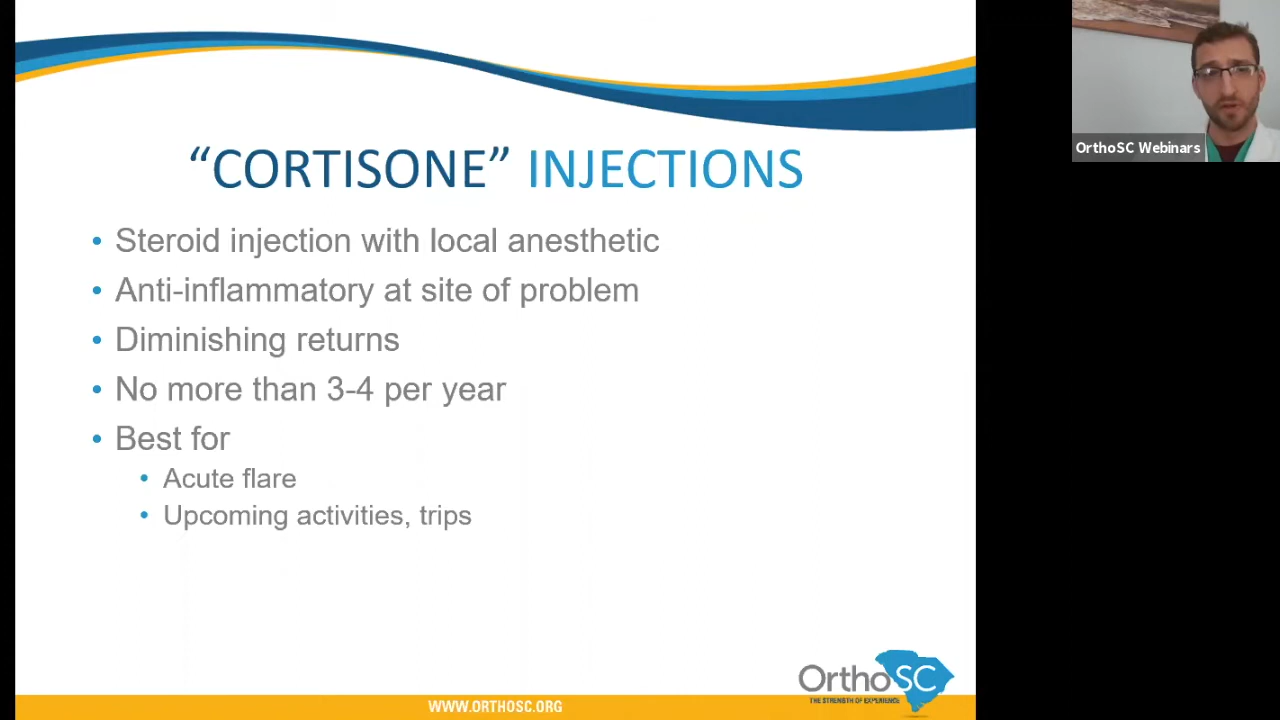 “CORTISONE” INJECTIONS
• Steroid injection with local anesthetic
• Anti-inflammatory at site of problem
• Diminishing returns
• No more than 3-4 per year
• Best for
• Acute flare
• Upcoming activities, trips
OrthoSC
THE STRENGTH OF EXPERIENCE
WWW.ORTHOSC.ORG
OrthoSC Webinars